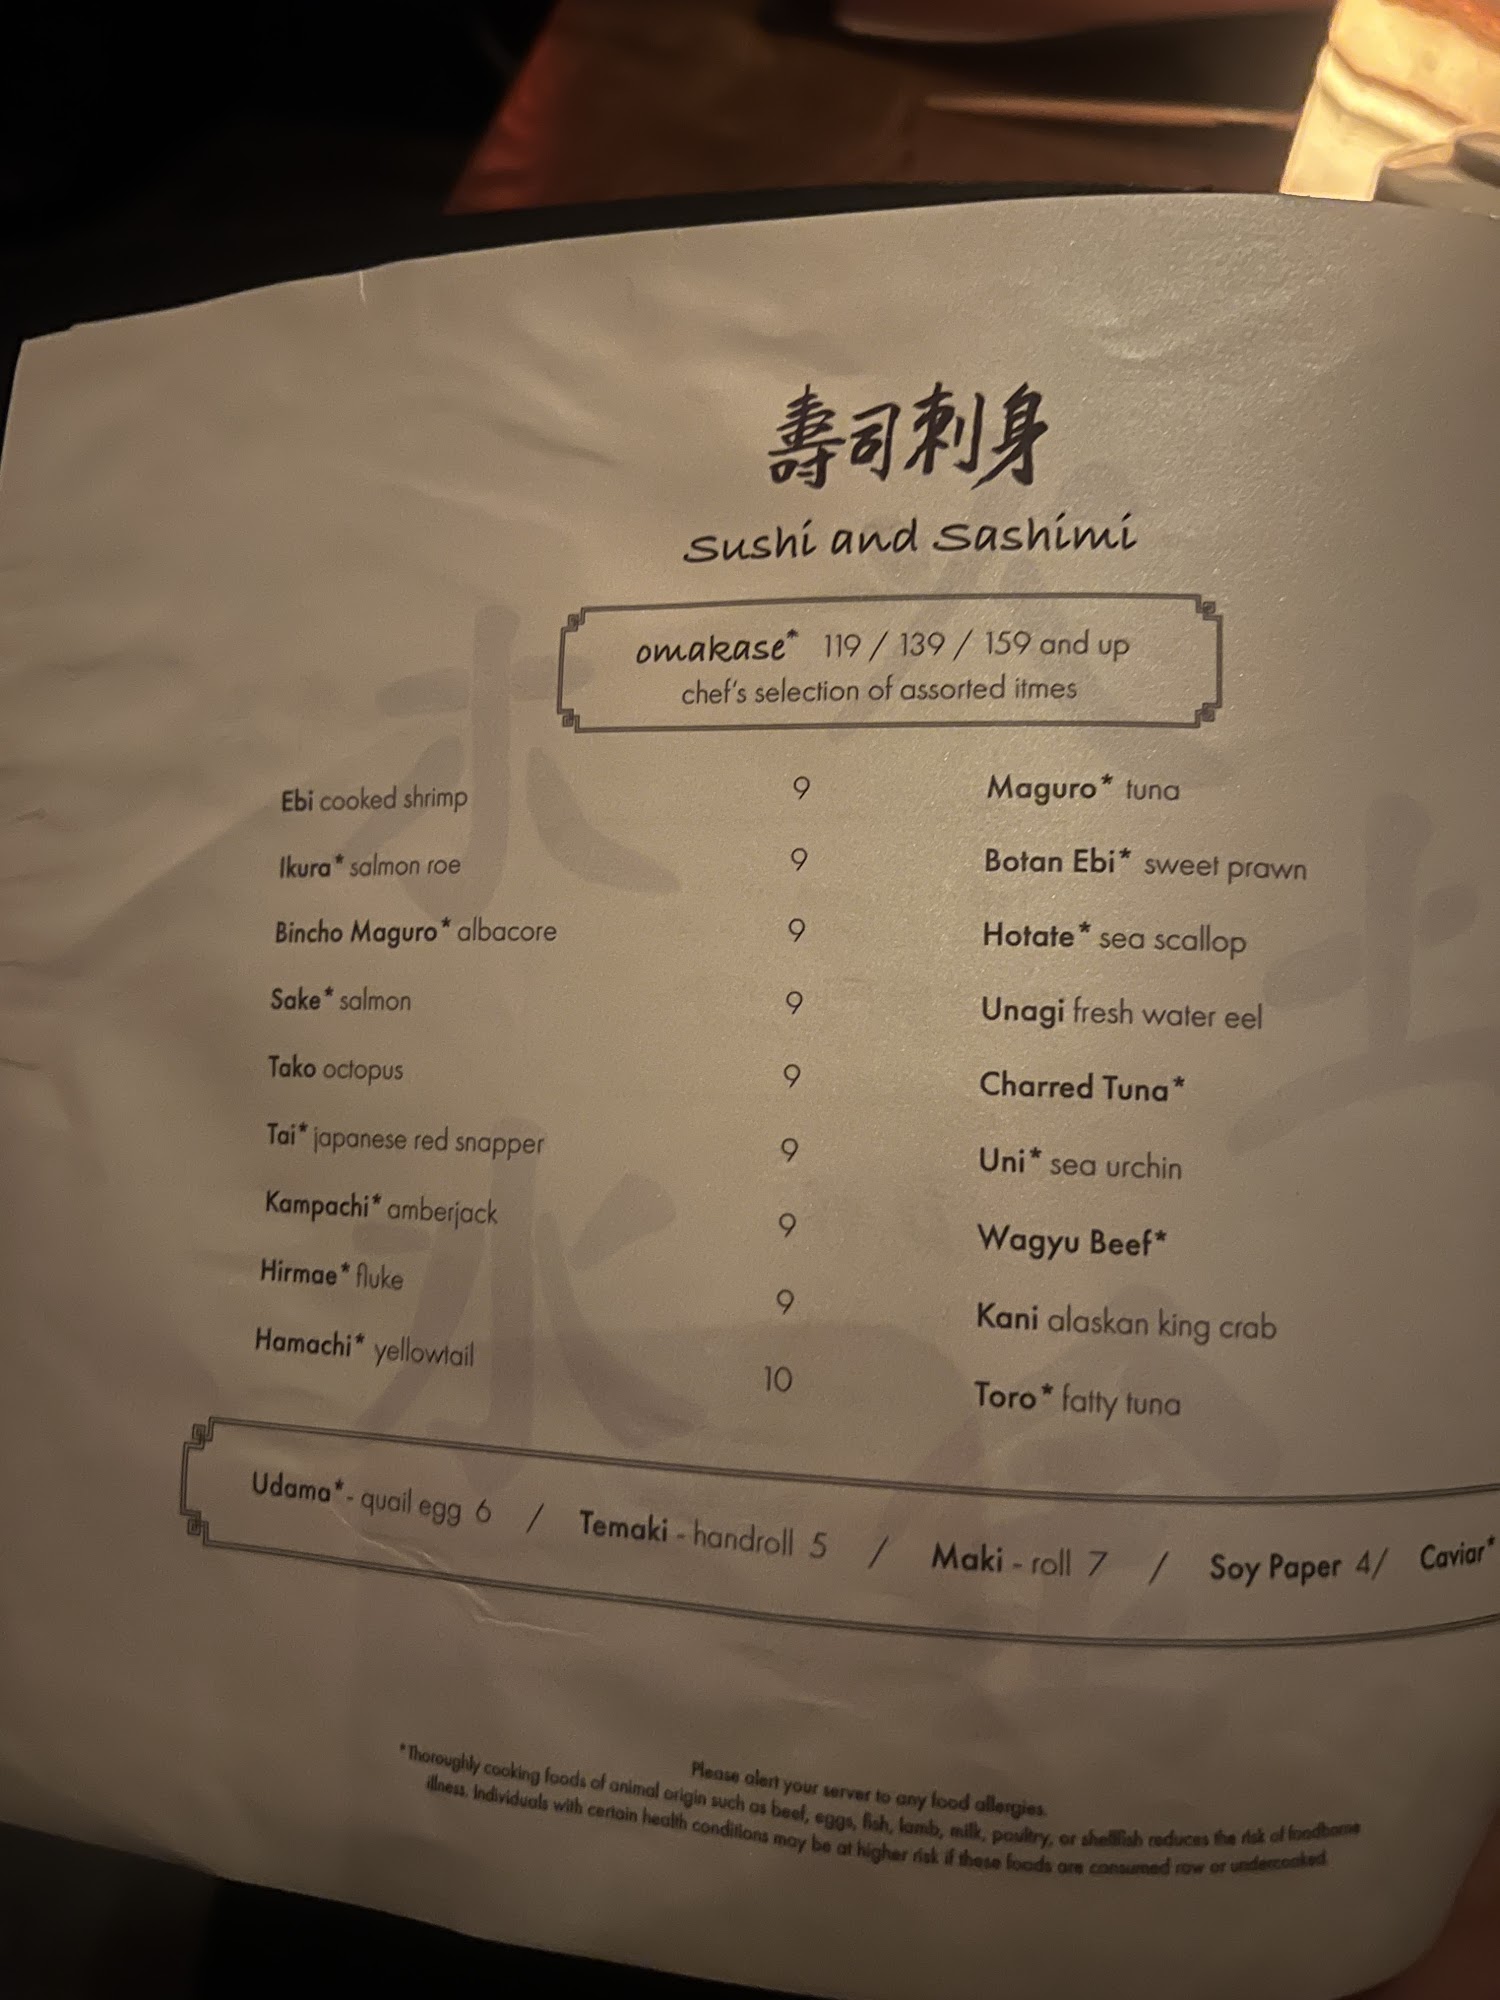 壽司刺身
Sushi and Sashimi
omakase* 119 / 139 / 159 and up
chef's selection of assorted itmes
Ebi cooked shrimp 9
Ikura* salmon roe 9
Bincho Maguro* albacore 9
Sake* salmon 9
Tako octopus 9
Tai* japanese red snapper 9
Kampachi* amberjack 9
Hirmae* fluke 9
Hamachi* yellowtail 10
Maguro* tuna
Botan Ebi* sweet prawn
Hotate* sea scallop
Unagi fresh water eel
Charred Tuna*
Uni* sea urchin
Wagyu Beef*
Kani alaskan king crab
Toro* fatty tuna
Udama* - quail egg 6 / Temaki - handroll 5 / Maki - roll 7 / Soy Paper 4/ Caviar*
Please alert your server to any food allergies.
*Thoroughly cooking foods of animal origin such as beef, eggs, fish, lamb, milk, poultry, or shellfish reduces the risk of foodborne
illness. Individuals with certain health conditions may be at higher risk if these foods are consumed raw or undercooked.